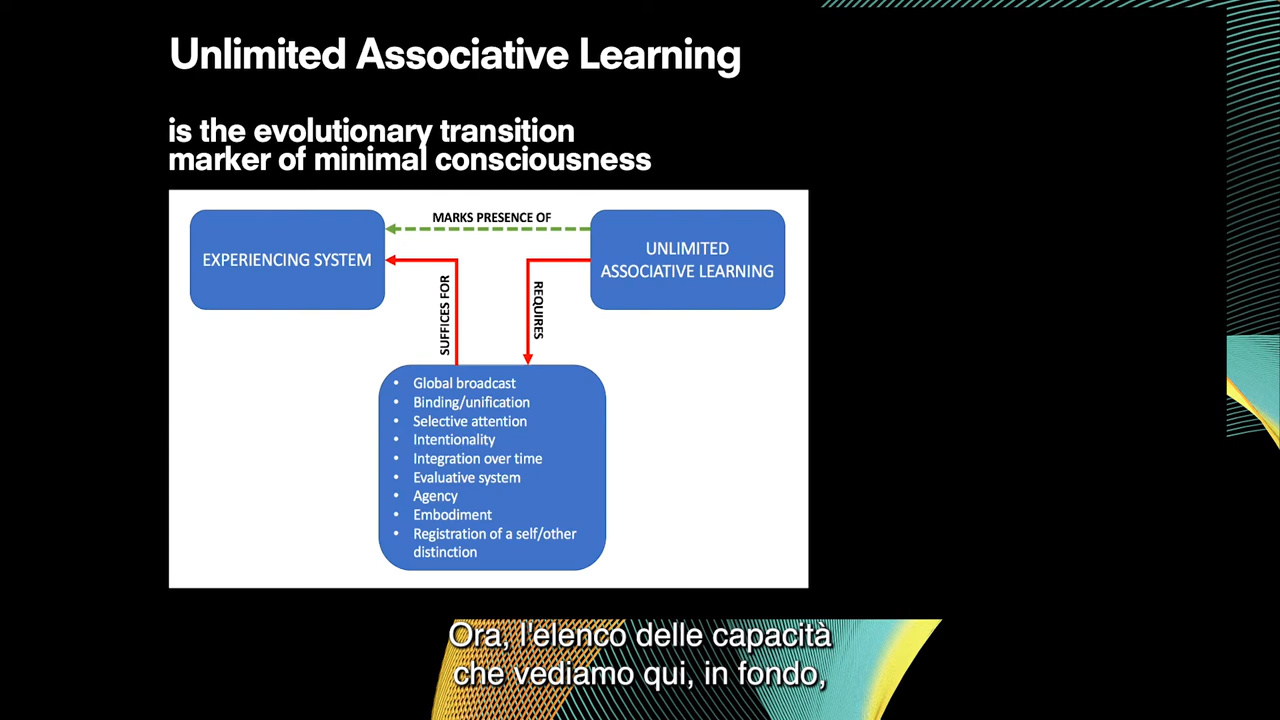 Unlimited Associative Learning
is the evolutionary transition
marker of minimal consciousness
MARKS PRESENCE OF
EXPERIENCING SYSTEM
UNLIMITED
ASSOCIATIVE LEARNING
SUFFICES FOR
REQUIRES
• Global broadcast
• Binding/unification
• Selective attention
• Intentionality
• Integration over time
• Evaluative system
• Agency
• Embodiment
• Registration of a self/other
distinction
Ora, l'elenco delle capacità
che vediamo qui, in fondo,